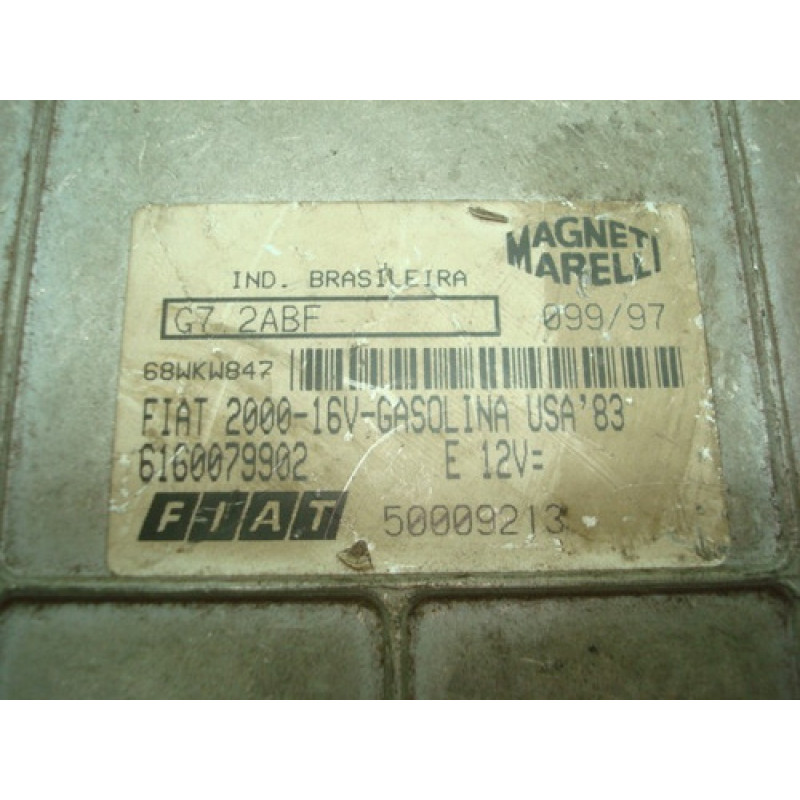 MAGNETI
MARELLI
IND. BRASILEIRA
G7 2ABF 099/97
68WKW847
FIAT 2000-16V-GASOLINA USA'83
6160079902 E 12V=
FIAT 50009213